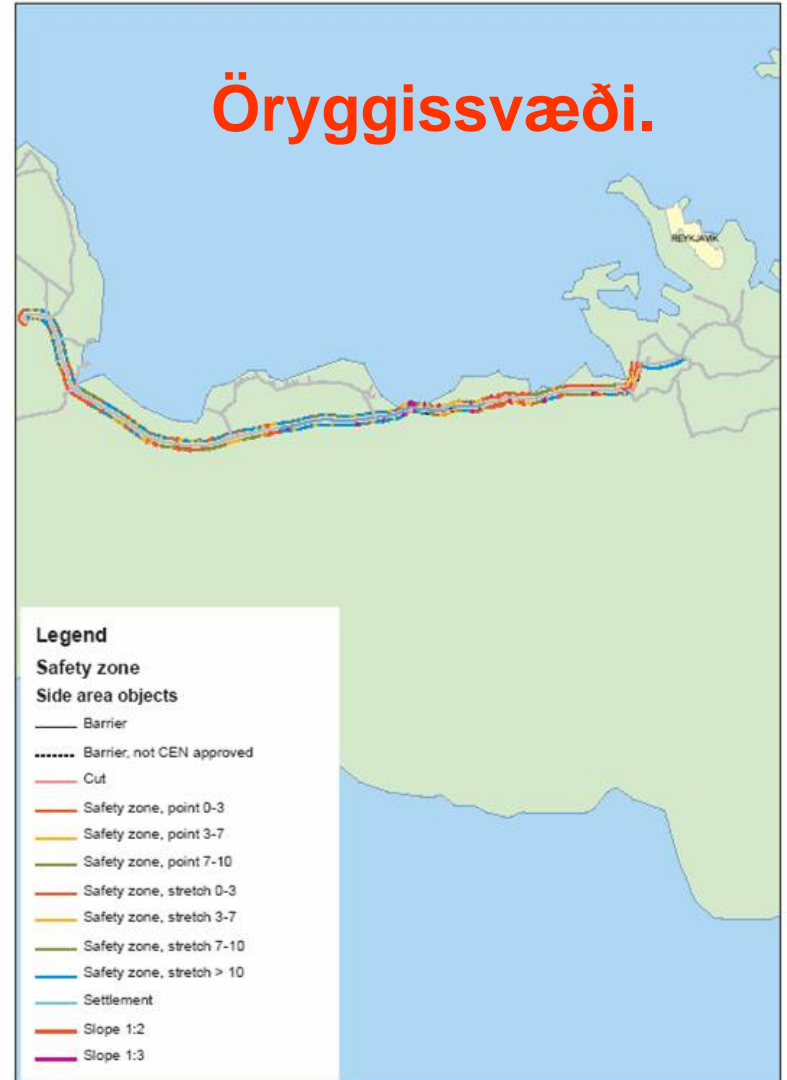 Öryggissvæði.
REYKJAVIK
Legend
Safety zone
Side area objects
Barrier
Barrier, not CEN approved
Cut
Safety zone, point 0-3
Safety zone, point 3-7
Safety zone, point 7-10
Safety zone, stretch 0-3
Safety zone, stretch 3-7
Safety zone, stretch 7-10
Safety zone, stretch > 10
Settlement
Slope 1:2
Slope 1:3